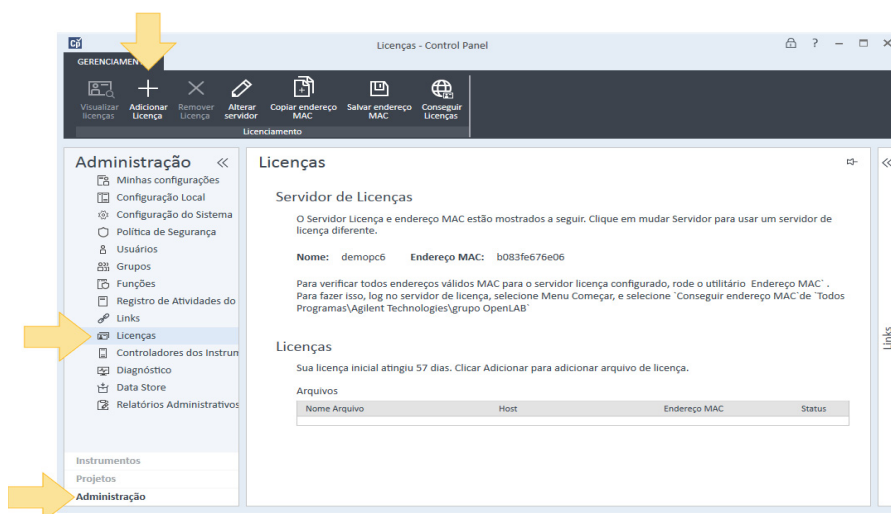 Licenças - Control Panel
?
GERENCIAMEN
Visualizar licenças
Adicionar Licença
Remover Licença
Alterar servidor
Copiar endereço MAC
Salvar endereço MAC
Conseguir Licenças
Licenciamento
Administração
Minhas configurações
Configuração Local
Configuração do Sistema
Política de Segurança
Usuários
Grupos
Funções
Registro de Atividades do
Links
Licenças
Controladores dos Instrum
Diagnóstico
Data Store
Relatórios Administrativos
Instrumentos
Projetos
Administração
Licenças
Servidor de Licenças
O Servidor Licença e endereço MAC estão mostrados a seguir. Clique em mudar Servidor para usar um servidor de
licença diferente.
Nome: demopc6 Endereço MAC: b083fe676e06
Para verificar todos endereços válidos MAC para o servidor licença configurado, rode o utilitário Endereço MAC` .
Para fazer isso, log no servidor de licença, selecione Menu Começar, e selecione `Conseguir endereço MAC`de `Todos
Programas\Agilent Technologies\grupo OpenLAB`
Licenças
Sua licença inicial atingiu 57 dias. Clicar Adicionar para adicionar arquivo de licença.
Arquivos
Nome Arquivo Host Endereço MAC Status
Links